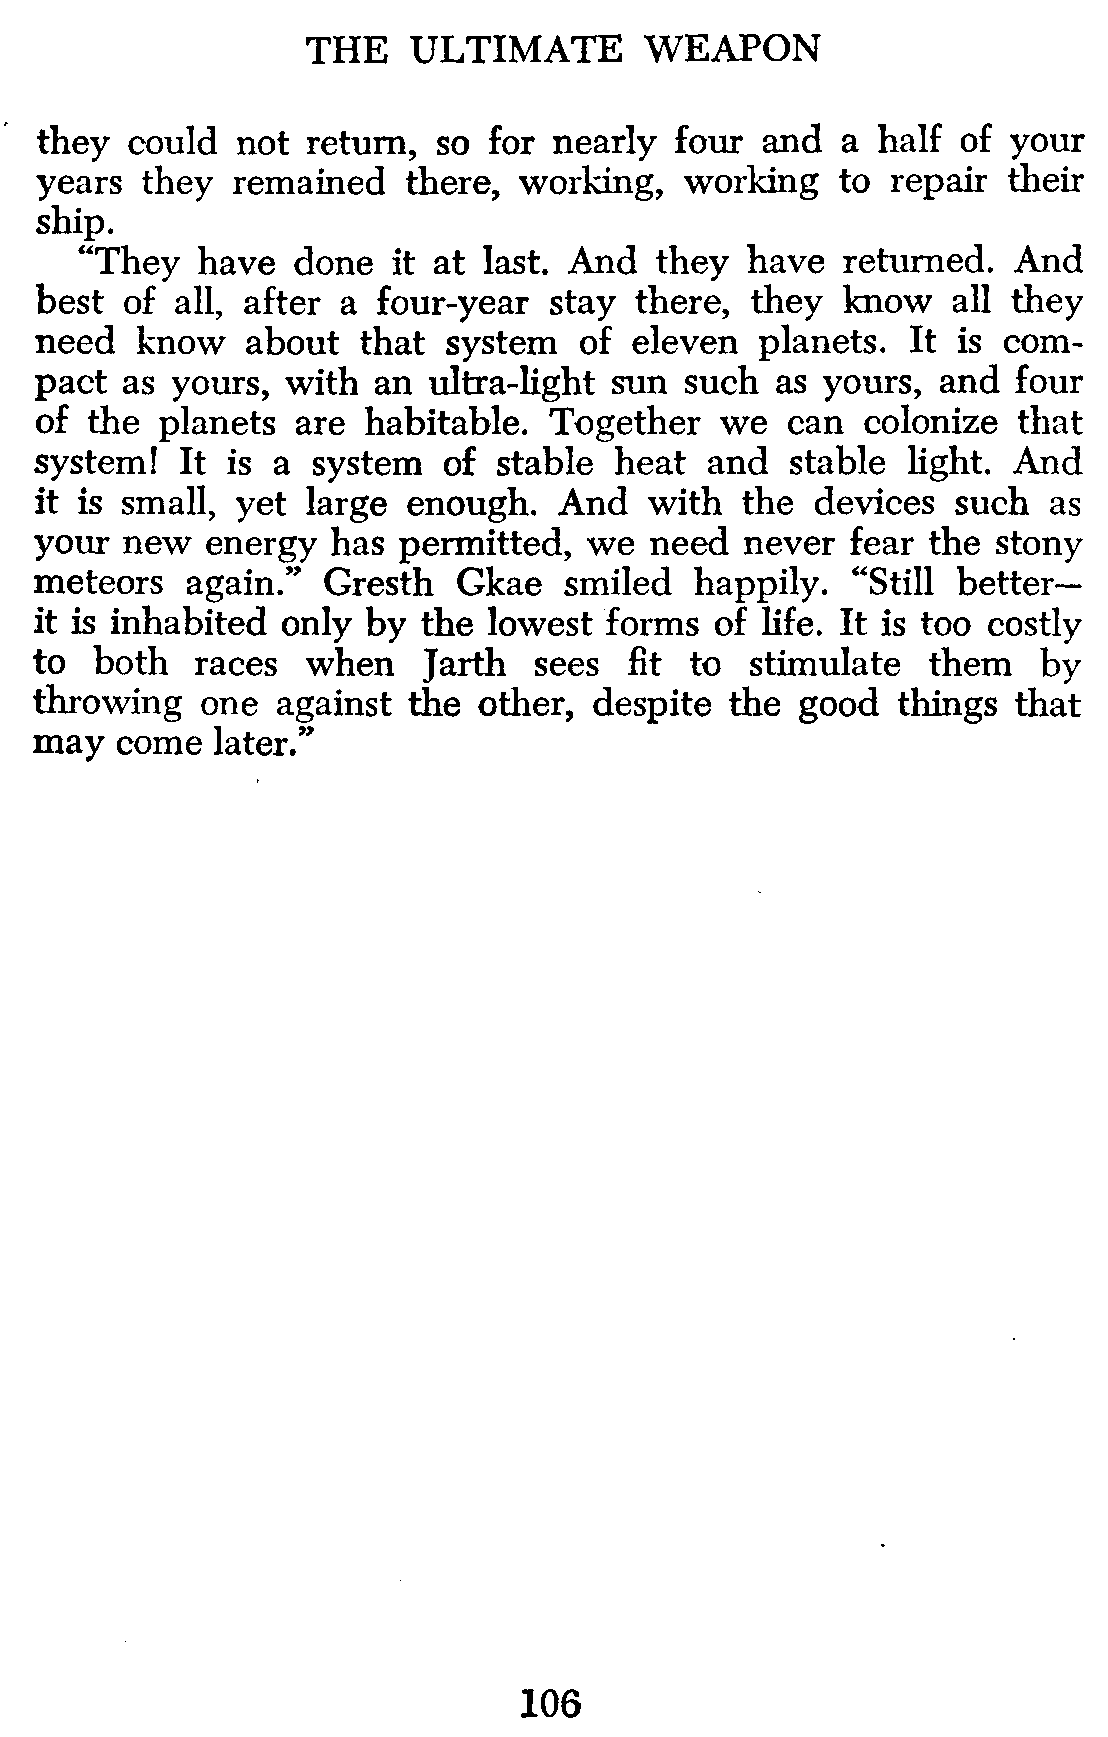 THE ULTIMATE WEAPON
they could not return, so for nearly four and a half of your
years they remained there, working, working to repair their
ship.
“They have done it at last. And they have returned. And
best of all, after a four-year stay there, they know all they
need know about that system of eleven planets. It is com-
pact as yours, with an ultra-light sun such as yours, and four
of the planets are habitable. Together we can colonize that
system! It is a system of stable heat and stable light. And
it is small, yet large enough. And with the devices such as
your new energy has permitted, we need never fear the stony
meteors again.” Gresth Gkae smiled happily. “Still better—
it is inhabited only by the lowest forms of life. It is too costly
to both races when Jarth sees fit to stimulate them by
throwing one against the other, despite the good things that
may come later.”
106